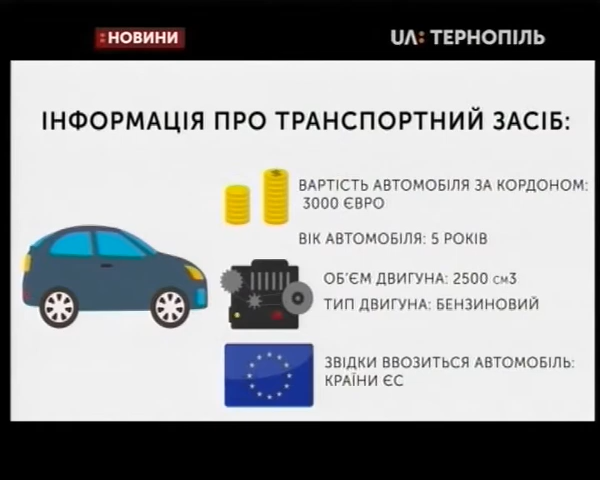 :НОВИНИ
UA: ТЕРНОПІЛЬ
ІНФОРМАЦІЯ ПРО ТРАНСПОРТНИЙ ЗАСІБ:
ВАРТІСТЬ АВТОМОБІЛЯ ЗА КОРДОНОМ:
3000 ЄВРО
ВІК АВТОМОБІЛЯ: 5 РОКІВ
ОБ'ЄМ ДВИГУНА: 2500 см3
ТИП ДВИГУНА: БЕНЗИНОВИЙ
ЗВІДКИ ВВОЗИТЬСЯ АВТОМОБІЛЬ:
КРАЇНИ ЄС